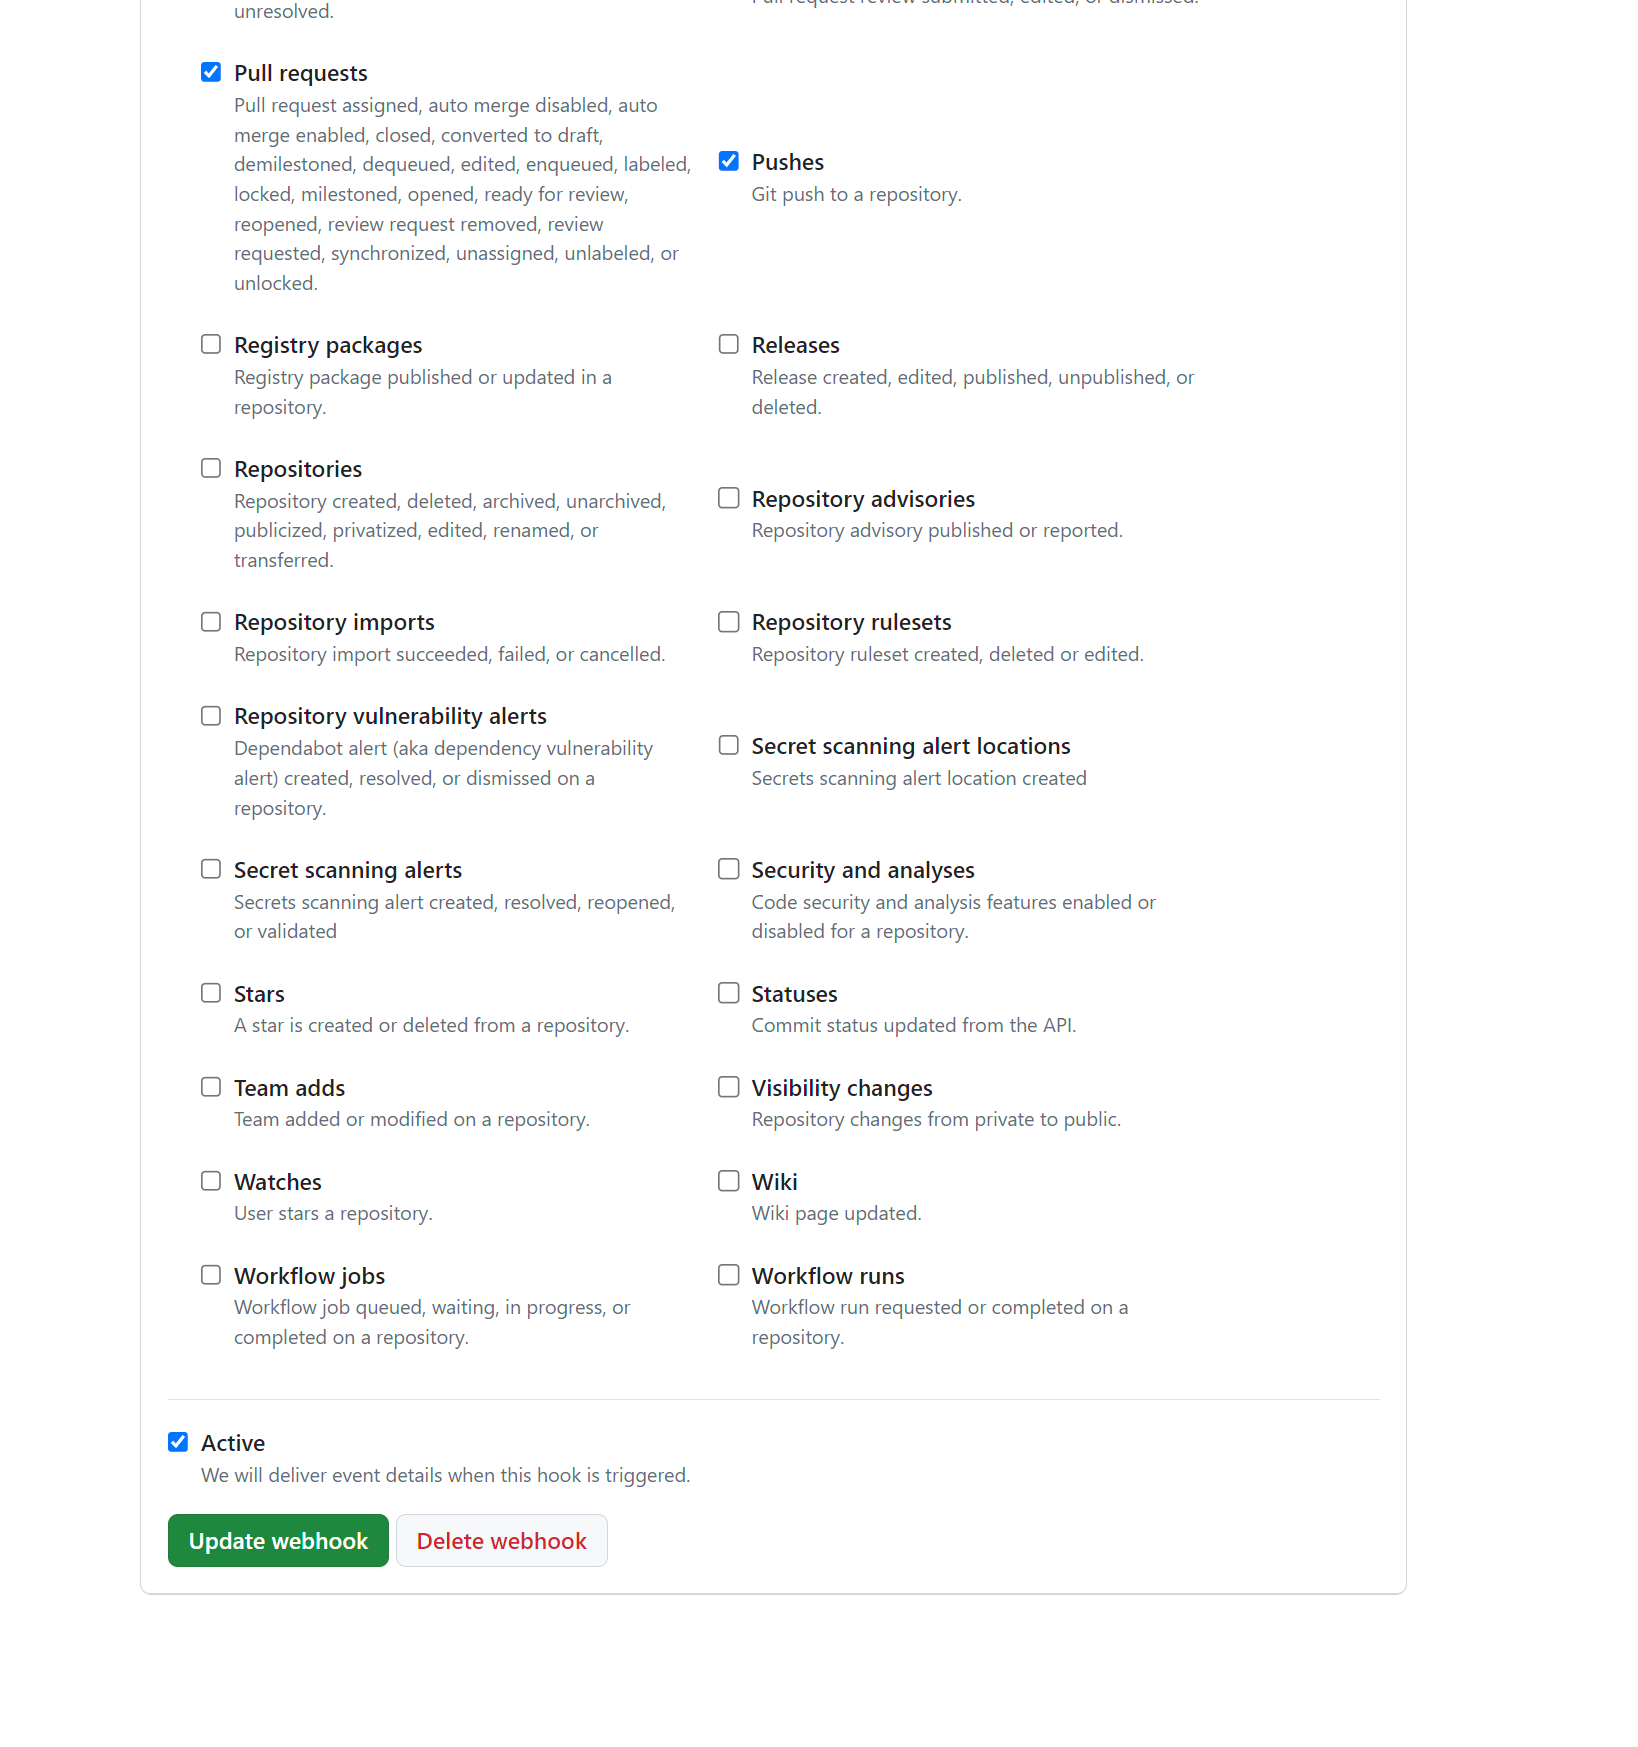 unresolved.
Pull request review submitted, edited, or dismissed.
Pull requests
Pull request assigned, auto merge disabled, auto
merge enabled, closed, converted to draft,
demilestoned, dequeued, edited, enqueued, labeled,
locked, milestoned, opened, ready for review,
reopened, review request removed, review
requested, synchronized, unassigned, unlabeled, or
unlocked.
Pushes
Git push to a repository.
Registry packages
Registry package published or updated in a
repository.
Releases
Release created, edited, published, unpublished, or
deleted.
Repositories
Repository created, deleted, archived, unarchived,
publicized, privatized, edited, renamed, or
transferred.
Repository advisories
Repository advisory published or reported.
Repository imports
Repository import succeeded, failed, or cancelled.
Repository rulesets
Repository ruleset created, deleted or edited.
Repository vulnerability alerts
Dependabot alert (aka dependency vulnerability
alert) created, resolved, or dismissed on a
repository.
Secret scanning alert locations
Secrets scanning alert location created
Secret scanning alerts
Secrets scanning alert created, resolved, reopened,
or validated
Security and analyses
Code security and analysis features enabled or
disabled for a repository.
Stars
A star is created or deleted from a repository.
Statuses
Commit status updated from the API.
Team adds
Team added or modified on a repository.
Visibility changes
Repository changes from private to public.
Watches
User stars a repository.
Wiki
Wiki page updated.
Workflow jobs
Workflow job queued, waiting, in progress, or
completed on a repository.
Workflow runs
Workflow run requested or completed on a
repository.
Active
We will deliver event details when this hook is triggered.
Update webhook
Delete webhook